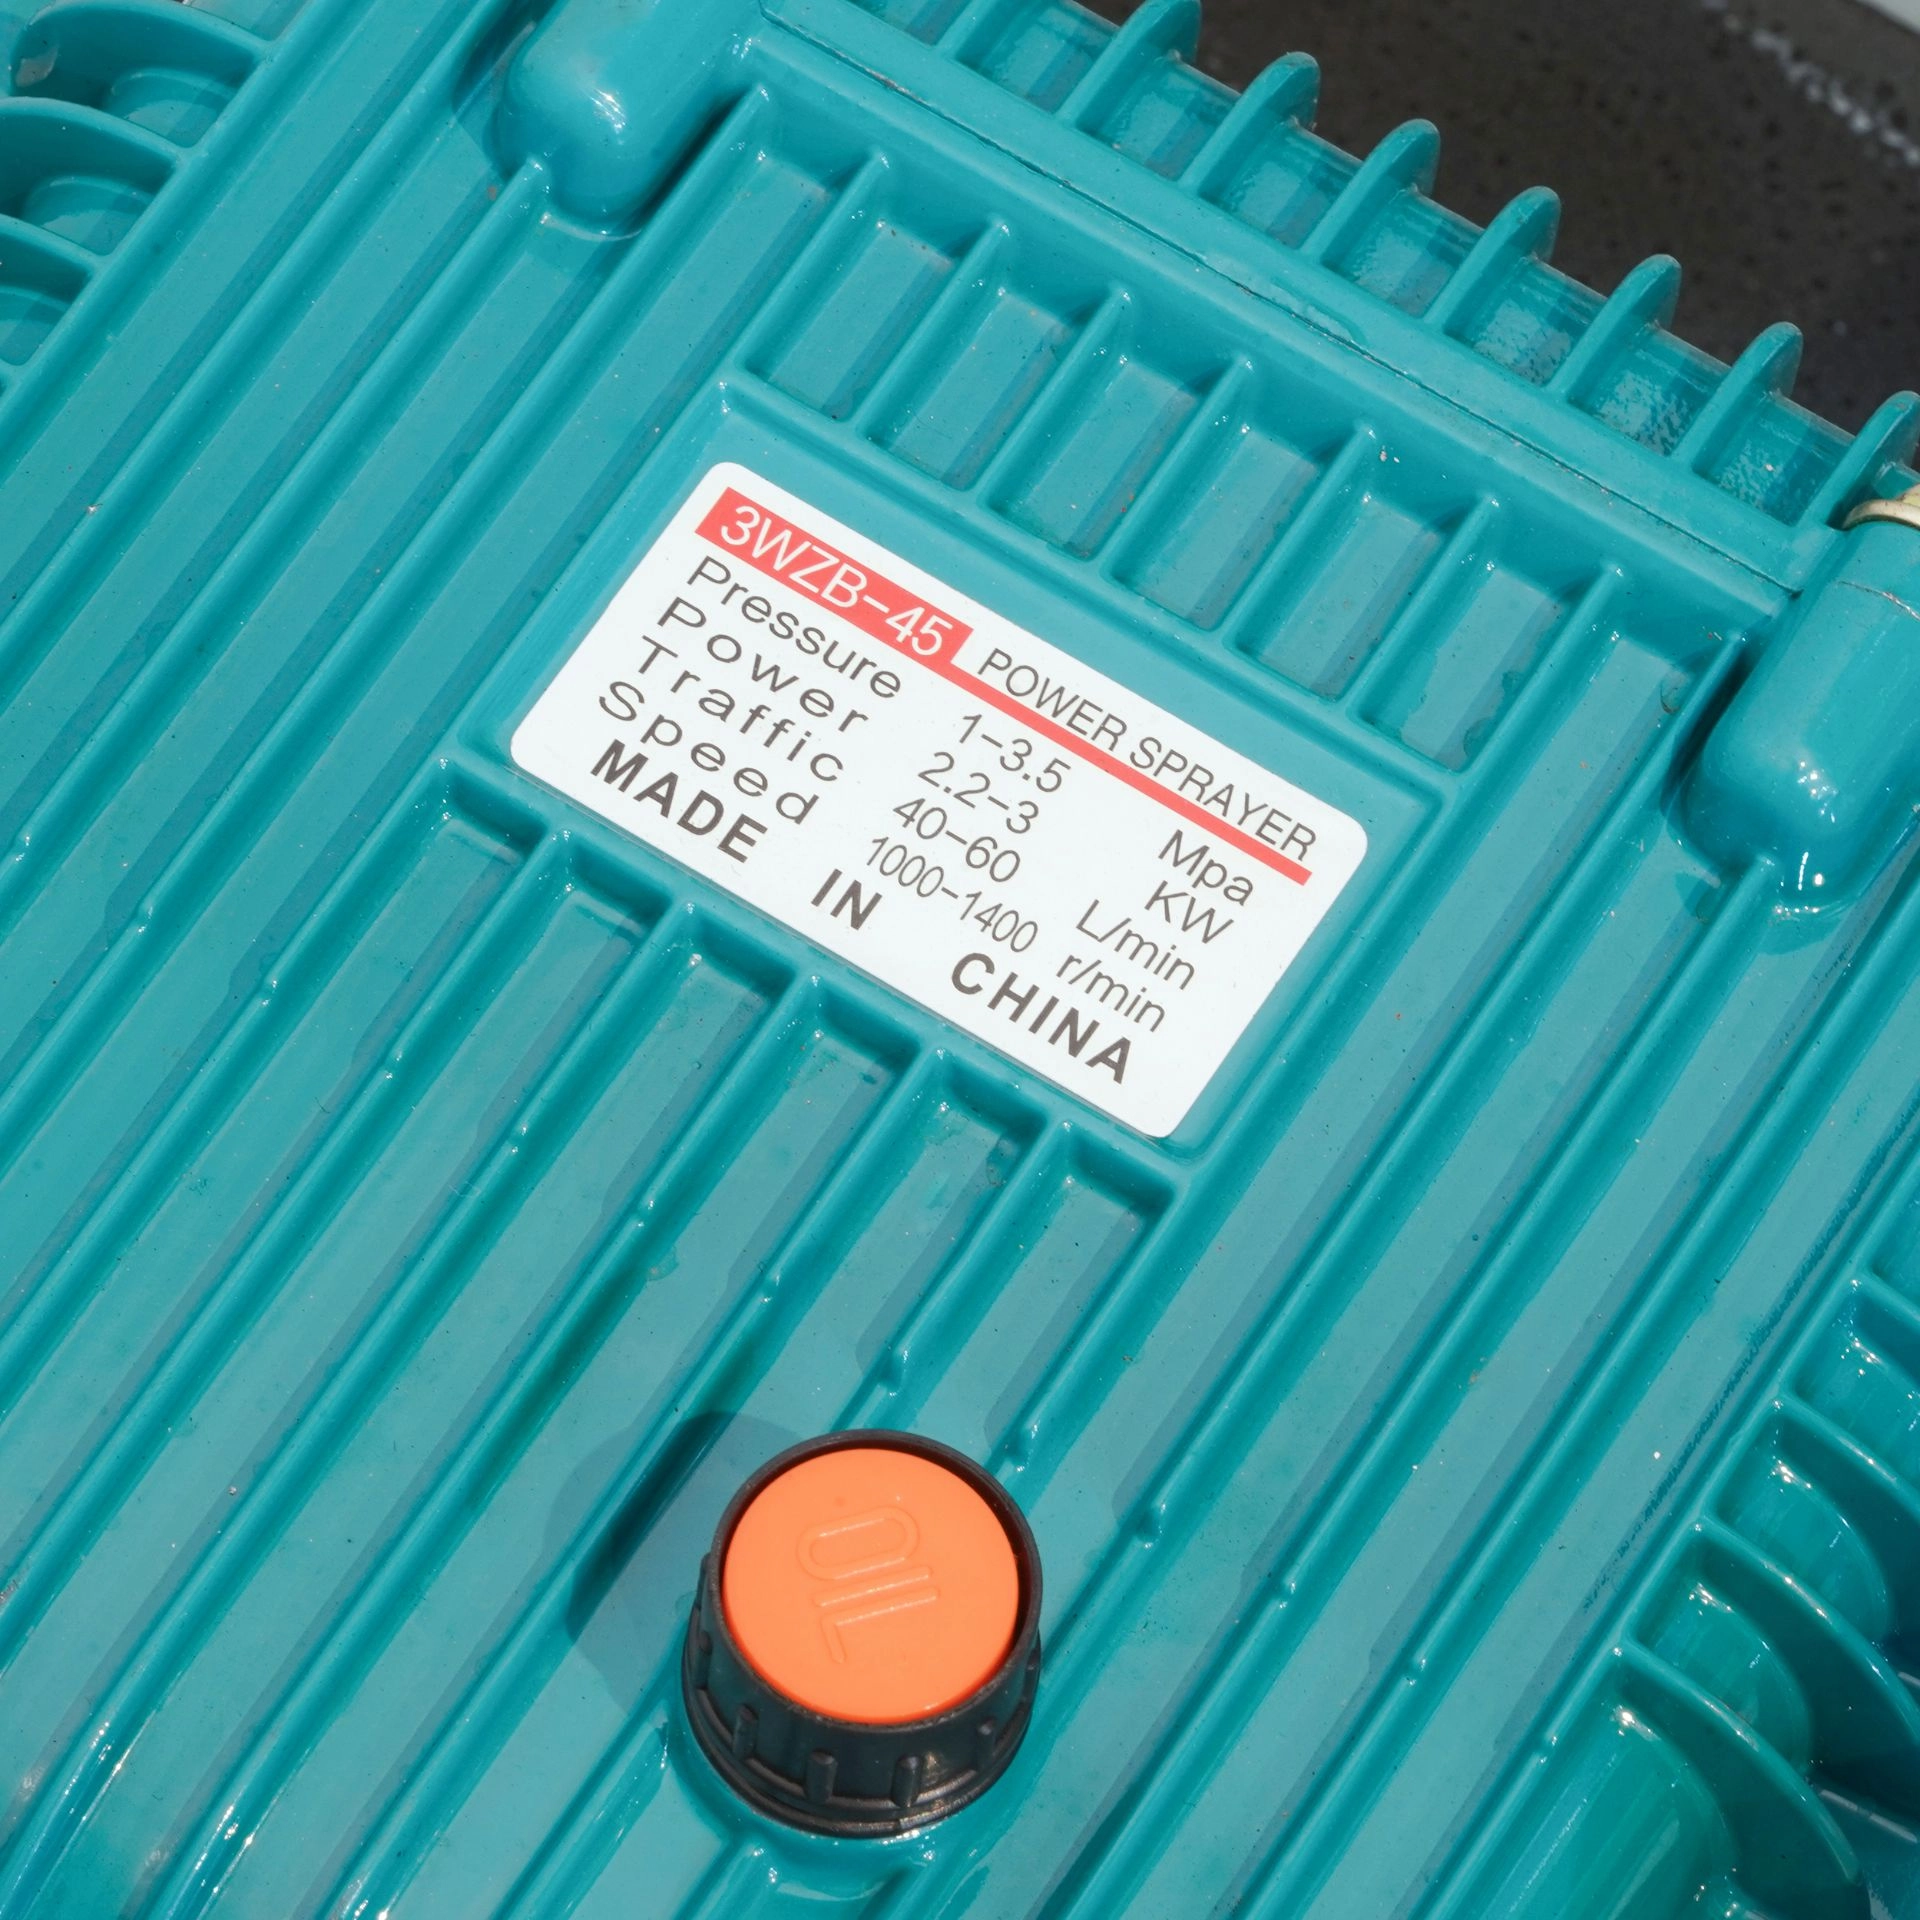 3WZB-45 POWER SPRAYER
Pressure 1-3.5 Mpa
Power 2.2-3 KW
Traffic 40-60 L/min
Speed 1000-1400 r/min
MADE IN CHINA
OIL